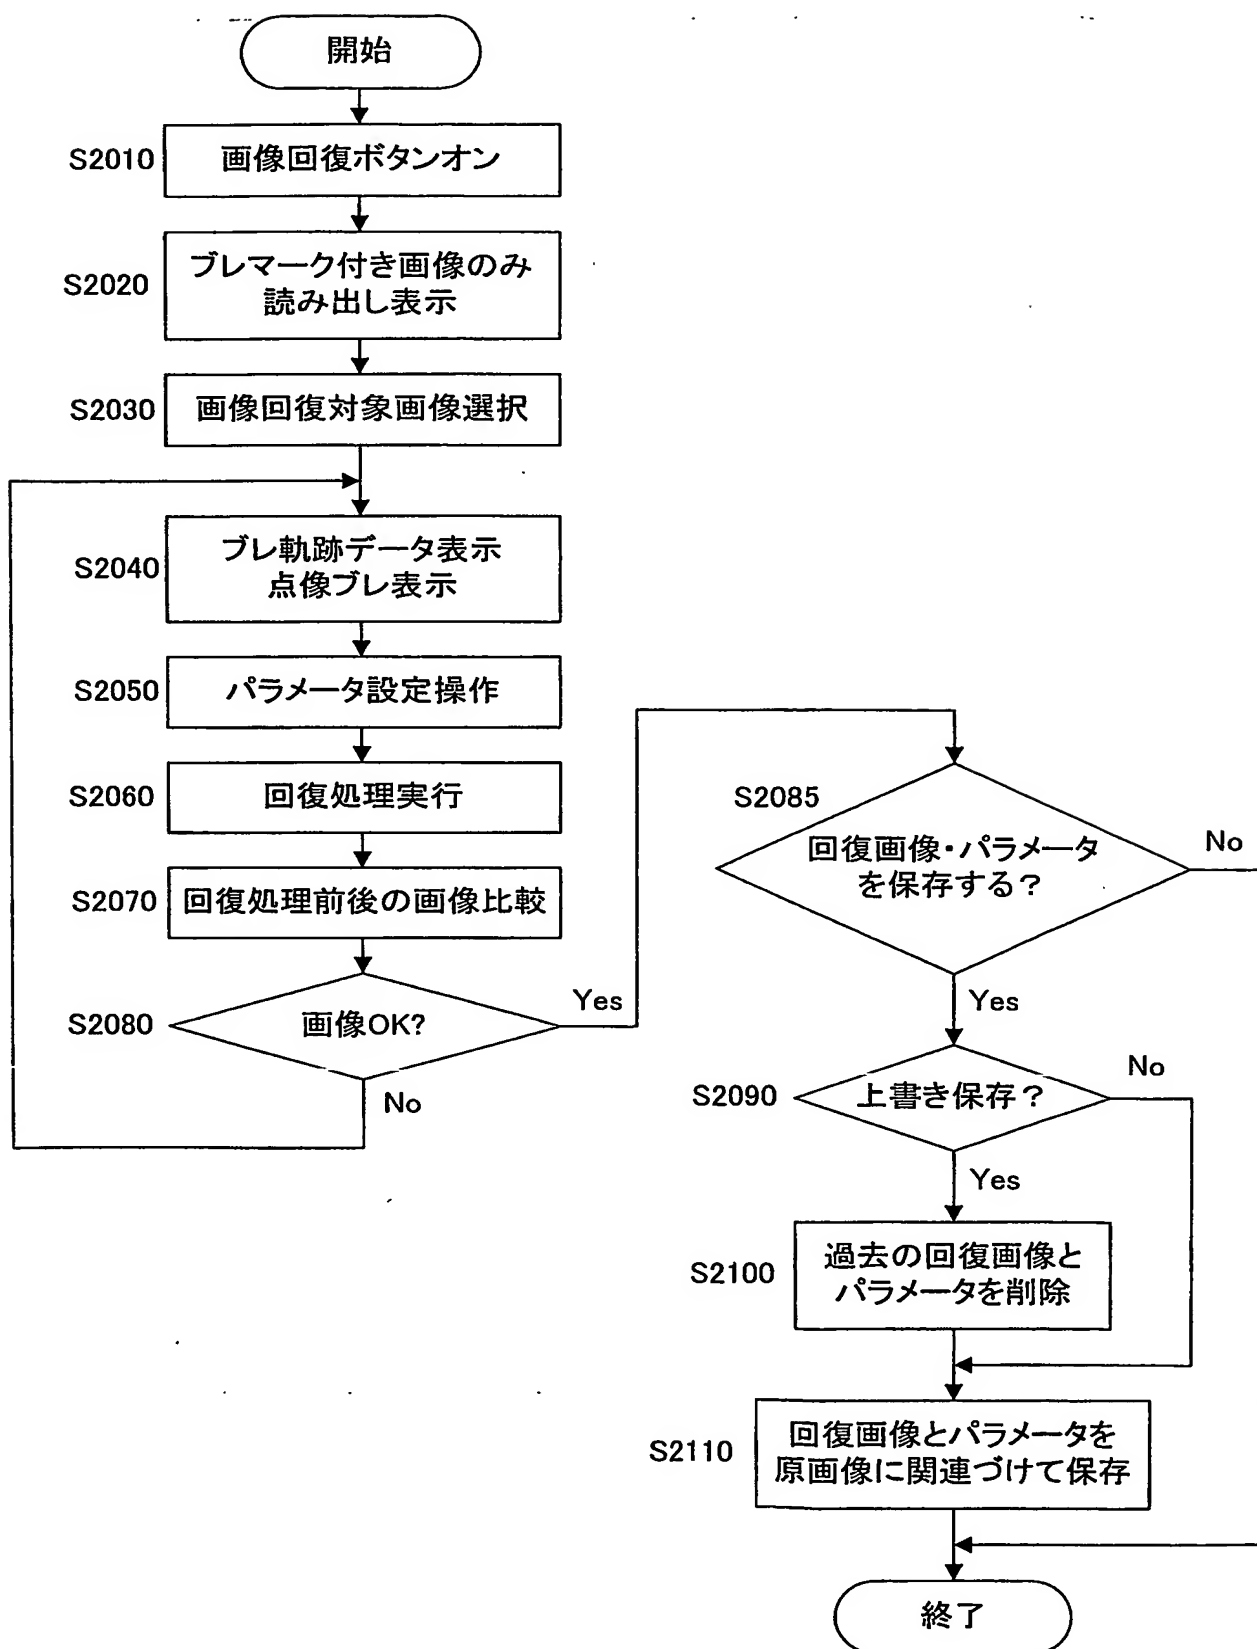 開始
S2010
画像回復ボタンオン
S2020
ブレマーク付き画像のみ
読み出し表示
S2030
画像回復対象画像選択
S2040
ブレ軌跡データ表示
点像ブレ表示
S2050
パラメータ設定操作
S2060
回復処理実行
S2070
回復処理前後の画像比較
S2080
画像OK?
Yes
No
S2085
回復画像・パラメータ
を保存する?
No
Yes
S2090
上書き保存?
No
Yes
S2100
過去の回復画像と
パラメータを削除
S2110
回復画像とパラメータを
原画像に関連づけて保存
終了